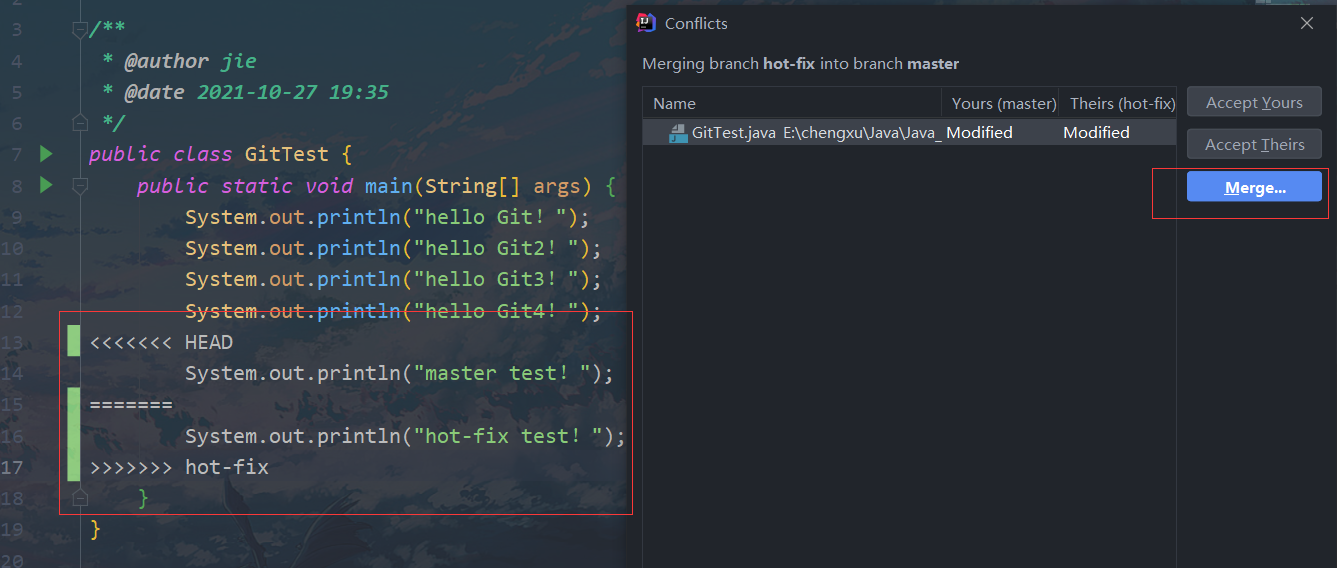 2
3 /**
4 * @author jie
5 * @date 2021-10-27 19:35
6 */
7 public class GitTest {
8 public static void main(String[] args) {
9 System.out.println("hello Git! ");
10 System.out.println("hello Git2! ");
11 System.out.println("hello Git3! ");
12 System.out.println("hello Git4! ");
13 <<<<<<< HEAD
14 System.out.println("master test! ");
15 =======
16 System.out.println("hot-fix test! ");
17 >>>>>>> hot-fix
18 }
19 }
20
Conflicts
Merging branch hot-fix into branch master
Name Yours (master) Theirs (hot-fix)
GitTest.java E:\chengxu\Java\Java_ Modified Modified
Accept Yours
Accept Theirs
Merge...